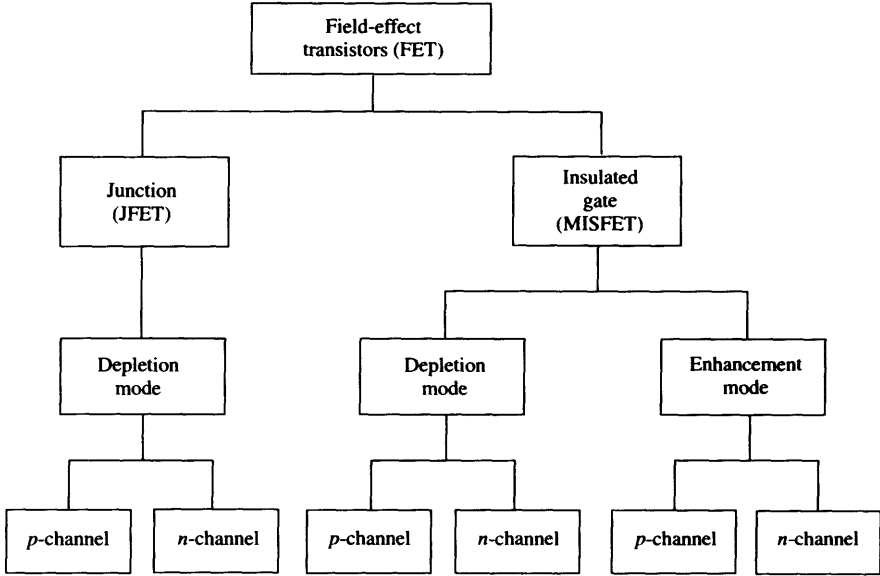 Field-effect
transistors (FET)
Junction
(JFET)
Insulated
gate
(MISFET)
Depletion
mode
Depletion
mode
Enhancement
mode
p-channel
n-channel
p-channel
n-channel
p-channel
n-channel